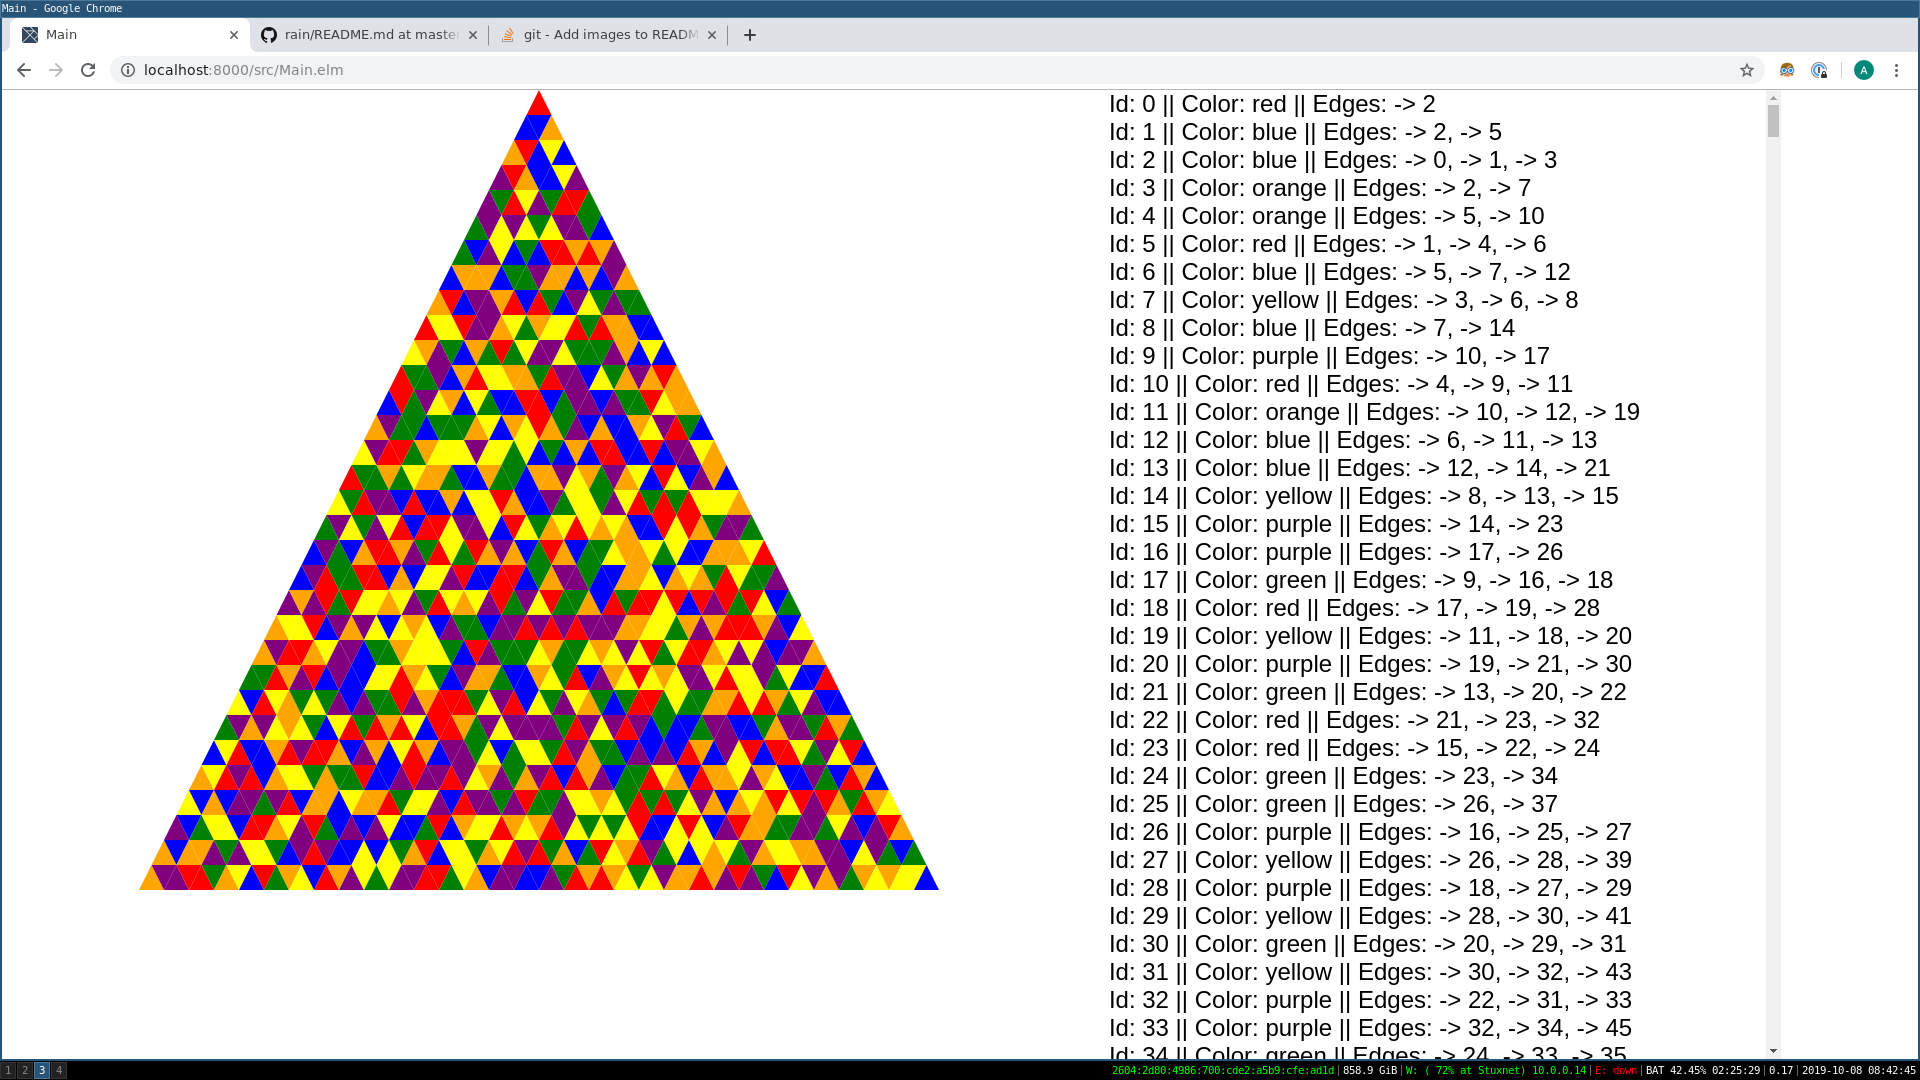 Main - Google Chrome
Main
rain/README.md at master
git - Add images to READM
localhost:8000/src/Main.elm
A
Id: 0 || Color: red || Edges: -> 2
Id: 1 || Color: blue || Edges: -> 2, -> 5
Id: 2 || Color: blue || Edges: -> 0, -> 1, -> 3
Id: 3 || Color: orange || Edges: -> 2, -> 7
Id: 4 || Color: orange || Edges: -> 5, -> 10
Id: 5 || Color: red || Edges: -> 1, -> 4, -> 6
Id: 6 || Color: blue || Edges: -> 5, -> 7, -> 12
Id: 7 || Color: yellow || Edges: -> 3, -> 6, -> 8
Id: 8 || Color: blue || Edges: -> 7, -> 14
Id: 9 || Color: purple || Edges: -> 10, -> 17
Id: 10 || Color: red || Edges: -> 4, -> 9, -> 11
Id: 11 || Color: orange || Edges: -> 10, -> 12, -> 19
Id: 12 || Color: blue || Edges: -> 6, -> 11, -> 13
Id: 13 || Color: blue || Edges: -> 12, -> 14, -> 21
Id: 14 || Color: yellow || Edges: -> 8, -> 13, -> 15
Id: 15 || Color: purple || Edges: -> 14, -> 23
Id: 16 || Color: purple || Edges: -> 17, -> 26
Id: 17 || Color: green || Edges: -> 9, -> 16, -> 18
Id: 18 || Color: red || Edges: -> 17, -> 19, -> 28
Id: 19 || Color: yellow || Edges: -> 11, -> 18, -> 20
Id: 20 || Color: purple || Edges: -> 19, -> 21, -> 30
Id: 21 || Color: green || Edges: -> 13, -> 20, -> 22
Id: 22 || Color: red || Edges: -> 21, -> 23, -> 32
Id: 23 || Color: red || Edges: -> 15, -> 22, -> 24
Id: 24 || Color: green || Edges: -> 23, -> 34
Id: 25 || Color: green || Edges: -> 26, -> 37
Id: 26 || Color: purple || Edges: -> 16, -> 25, -> 27
Id: 27 || Color: yellow || Edges: -> 26, -> 28, -> 39
Id: 28 || Color: purple || Edges: -> 18, -> 27, -> 29
Id: 29 || Color: yellow || Edges: -> 28, -> 30, -> 41
Id: 30 || Color: green || Edges: -> 20, -> 29, -> 31
Id: 31 || Color: yellow || Edges: -> 30, -> 32, -> 43
Id: 32 || Color: purple || Edges: -> 22, -> 31, -> 33
Id: 33 || Color: purple || Edges: -> 32, -> 34, -> 45
Id: 34 || Color: green || Edges: -> 24, -> 33, -> 35
1 2 3 4
2604:2d80:4986:700:cde2:a5b9:cfe:ad1d|858.9 GiB|W: ( 72% at Stuxnet) 10.0.0.14|E: down|BAT 42.45% 02:25:29|0.17|2019-10-08 08:42:45